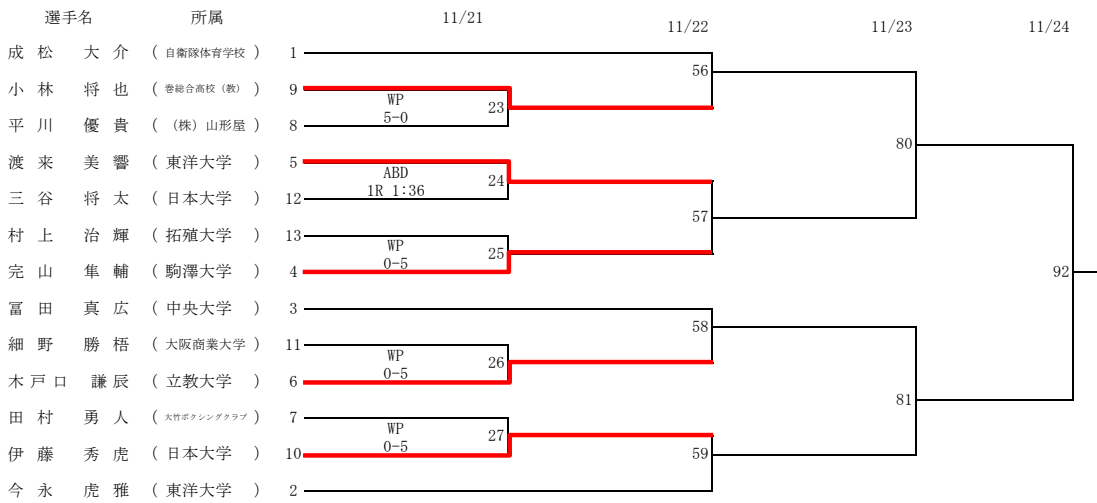 選手名 所属 11/21 11/22 11/23 11/24
成松 大介 (自衛隊体育学校) 1
56
小林 将也 (巻総合高校(教)) 9
WP 23
5-0
平川 優貴 ((株)山形屋) 8
80
渡来 美響 (東洋大学) 5
ABD 24
1R 1:36
三谷 将太 (日本大学) 12
57
村上 治輝 (拓殖大学) 13
WP 25
0-5
完山 隼輔 (駒澤大学) 4
92
冨田 真広 (中央大学) 3
58
細野 勝梧 (大阪商業大学) 11
WP 26
0-5
木戸口 謙辰 (立教大学) 6
81
田村 勇人 (大竹ボクシングクラブ) 7
WP 27
0-5
伊藤 秀虎 (日本大学) 10
59
今永 虎雅 (東洋大学) 2